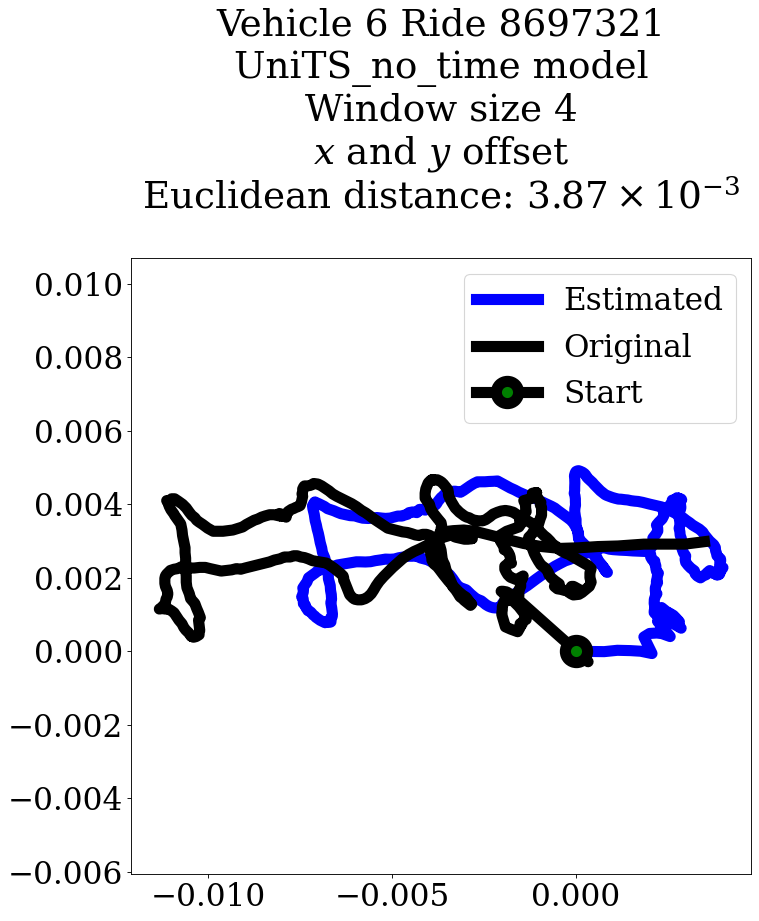 Vehicle 6 Ride 8697321
UniTS_no_time model
Window size 4
x and y offset
Euclidean distance: 3.87 × 10⁻³
Estimated
Original
Start
0.010
0.008
0.006
0.004
0.002
0.000
−0.002
−0.004
−0.006
−0.010
−0.005
0.000